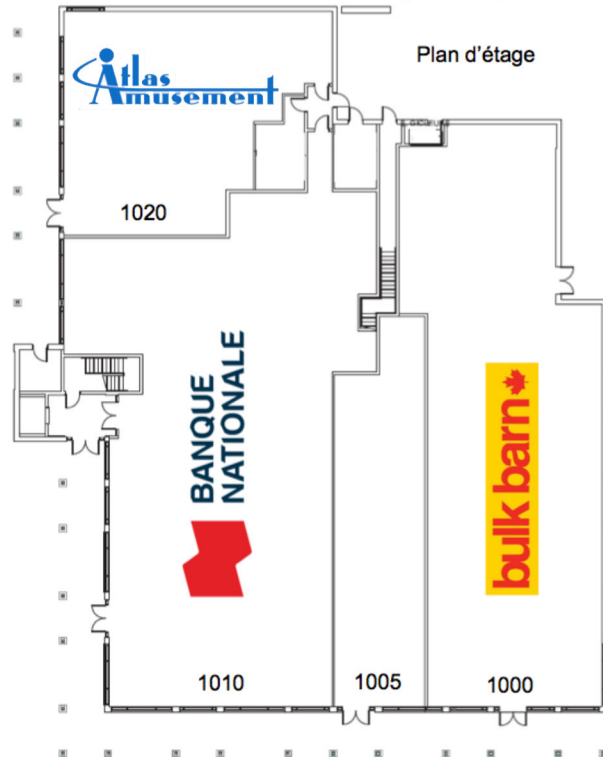 Plan d'étage
Atlas
Amusement
1020
BANQUE
NATIONALE
bulk barn
1010
1005
1000